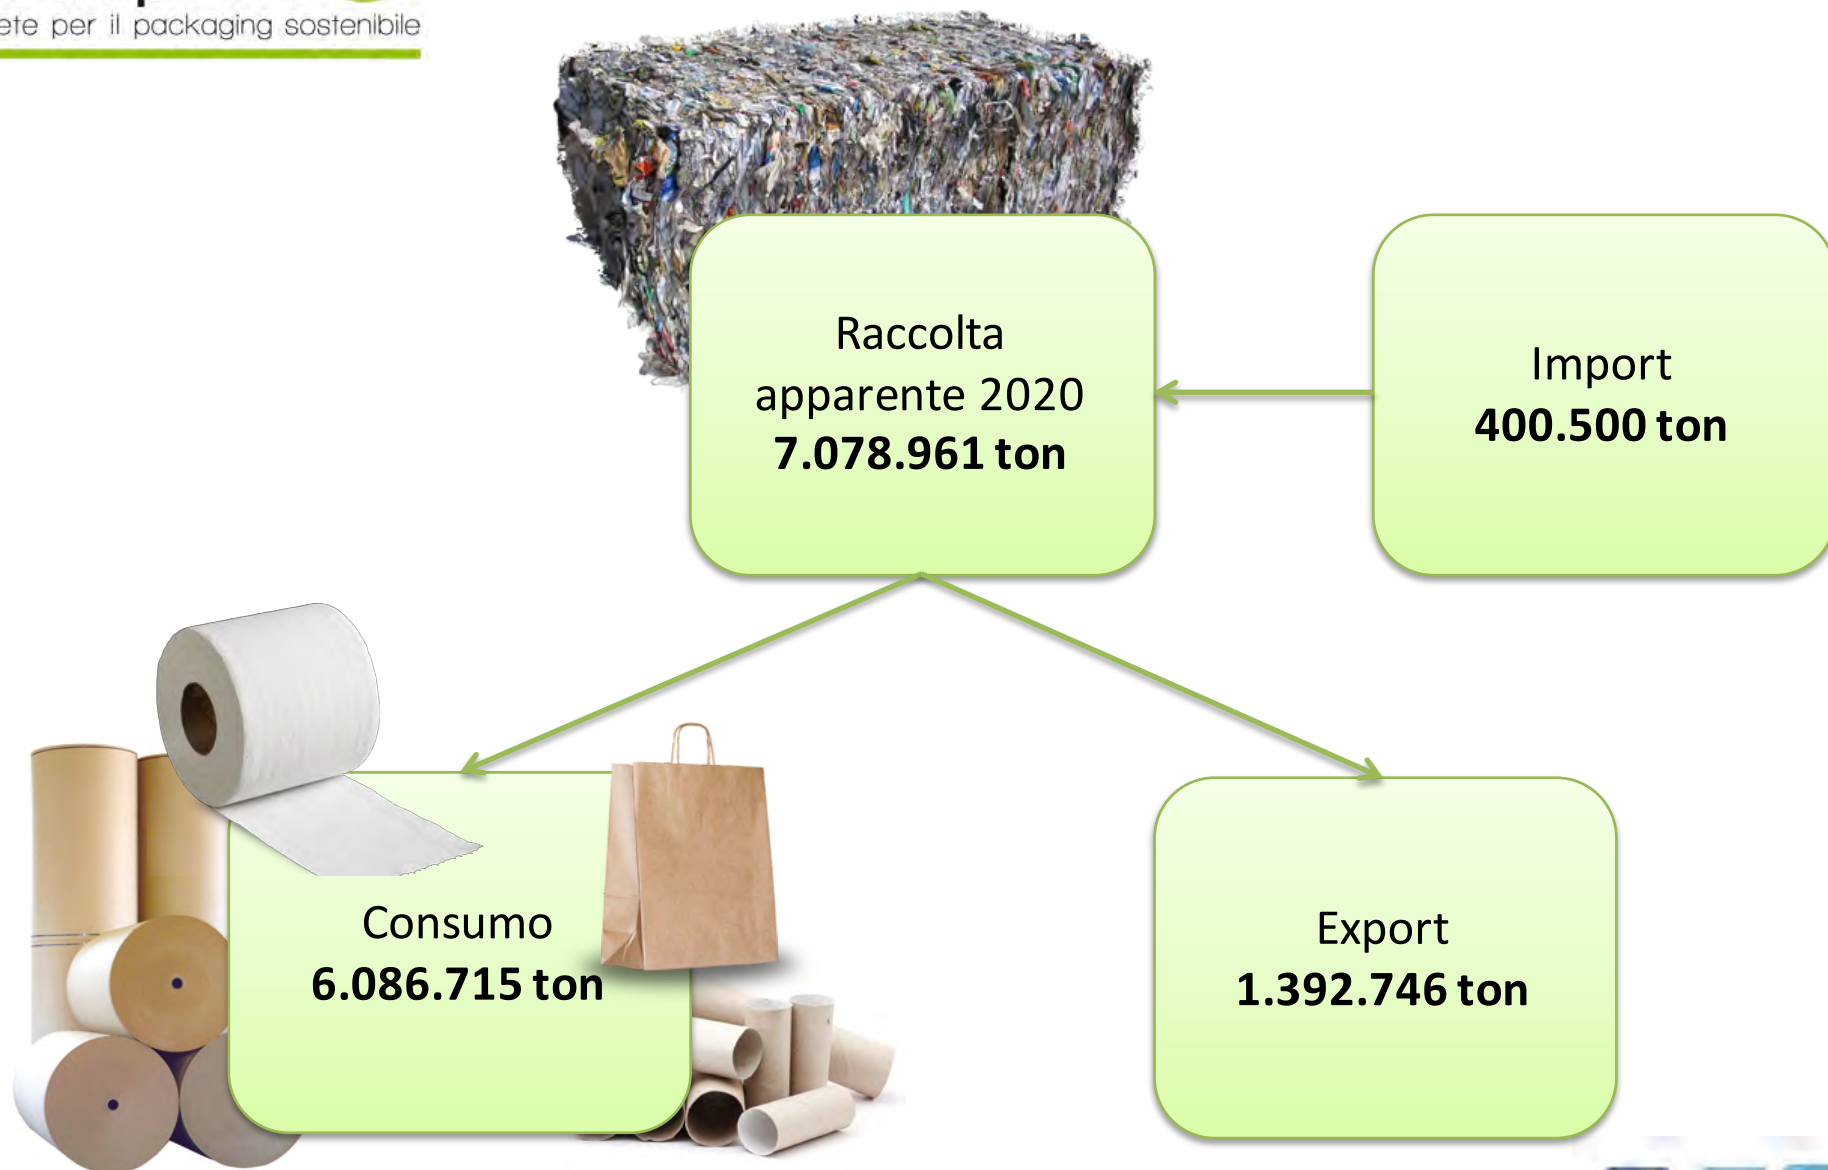 per il packaging sostenibile
Raccolta
apparente 2020
7.078.961 ton
Import
400.500 ton
Consumo
6.086.715 ton
Export
1.392.746 ton